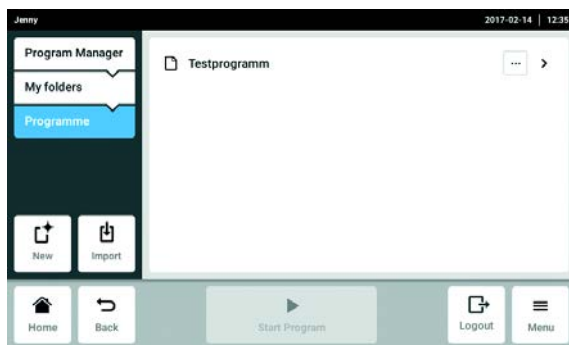 Jenny
2017-02-14 | 12:35
Program Manager
My folders
Programme
Testprogramm
...
New
Import
Home
Back
Start Program
Logout
Menu